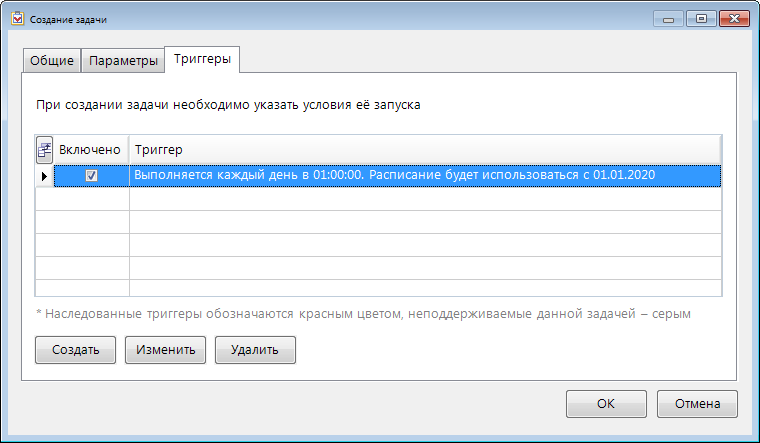 Создание задачи
Общие Параметры Триггеры
При создании задачи необходимо указать условия её запуска
Включено Триггер
Выполняется каждый день в 01:00:00. Расписание будет использоваться с 01.01.2020
* Наследованные триггеры обозначаются красным цветом, неподдерживаемые данной задачей – серым
Создать Изменить Удалить
OK Отмена